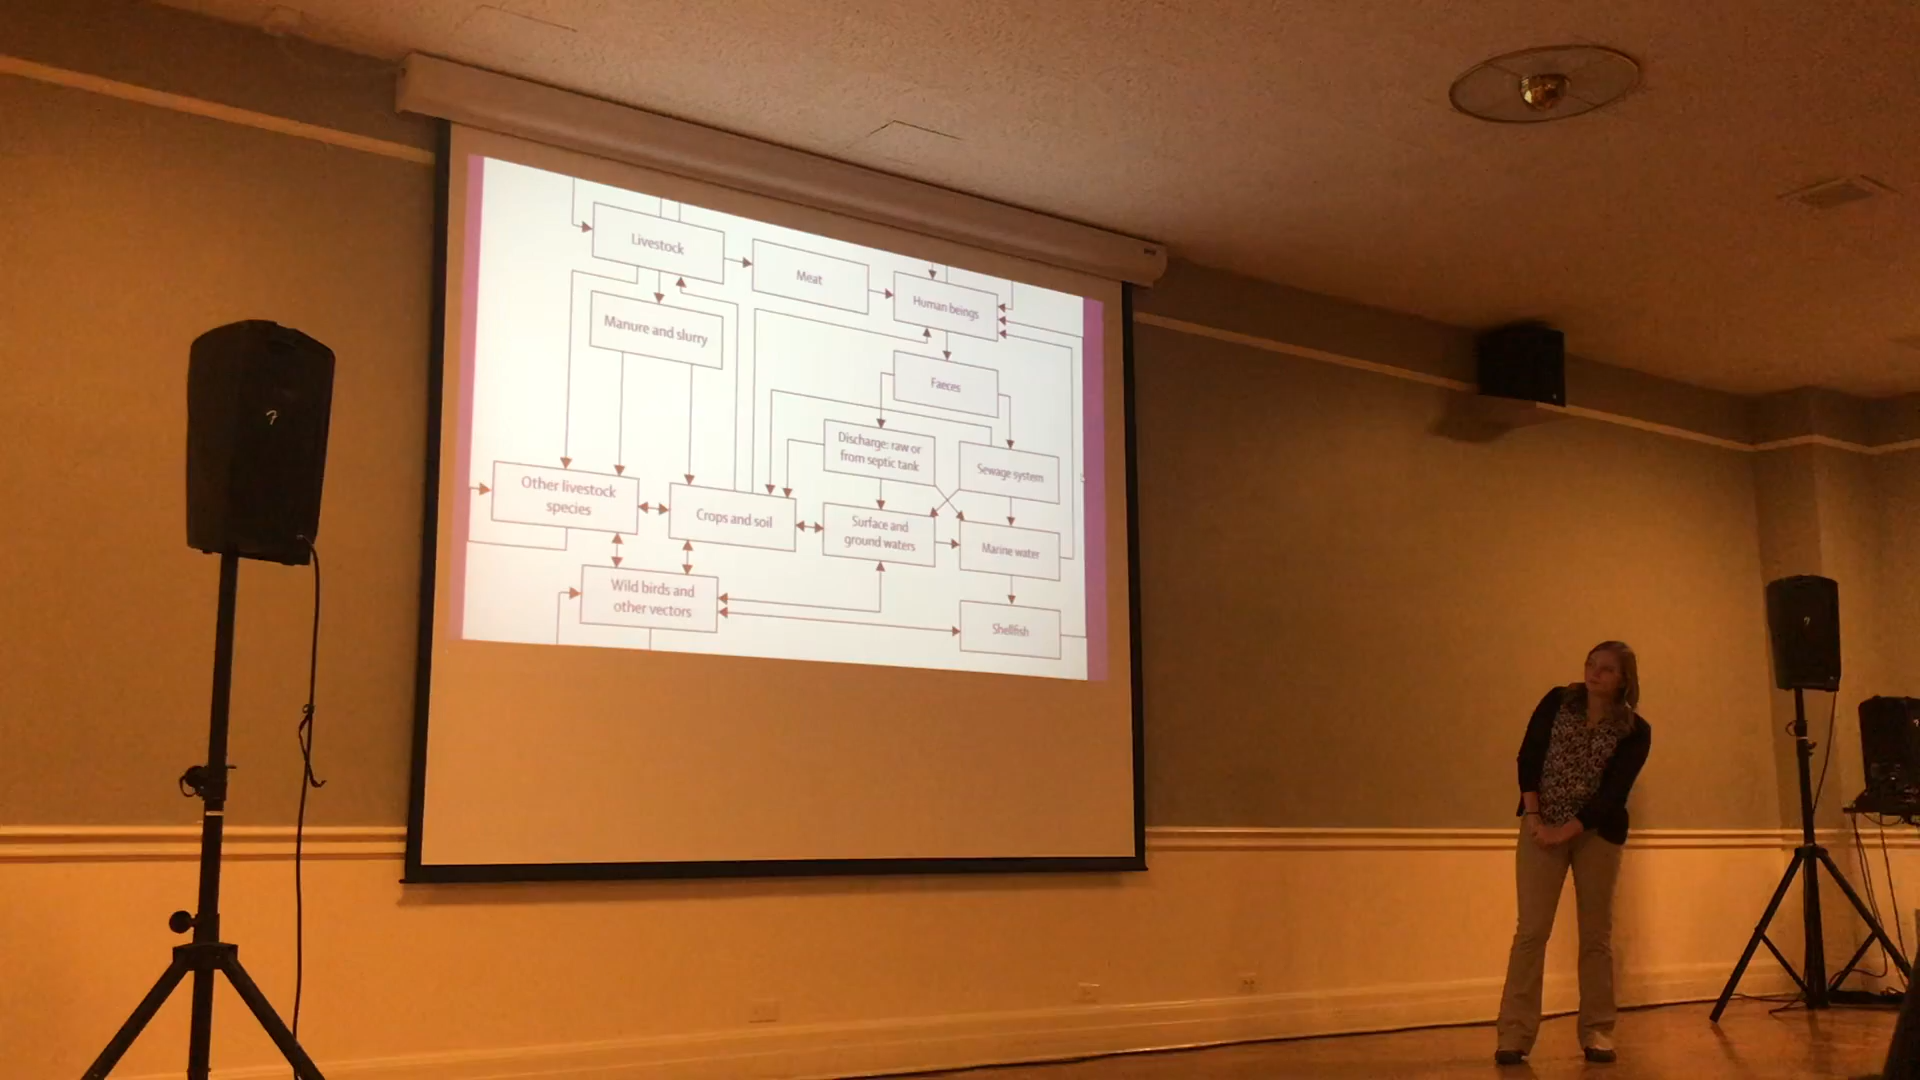 Livestock
Meat
Human beings
Manure and slurry
Faeces
Discharge: raw or
from septic tank
Sewage system
Other livestock
species
Crops and soil
Surface and
ground waters
Marine water
Wild birds and
other vectors
Shellfish